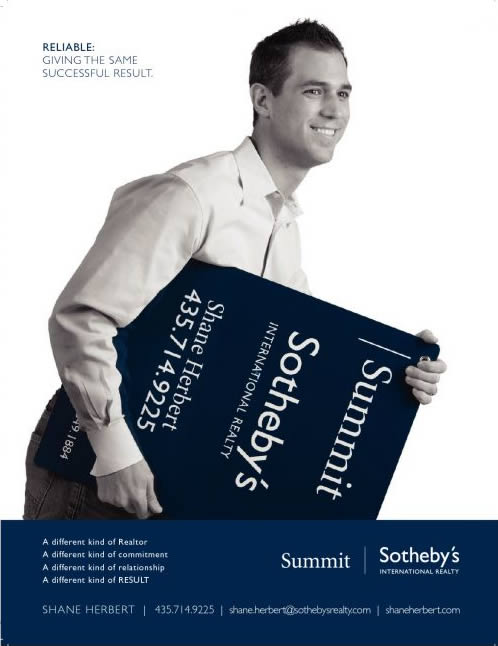 RELIABLE:
GIVING THE SAME
SUCCESSFUL RESULT.
Summit
Sotheby's
INTERNATIONAL REALTY
Shane Herbert
435.714.9225
49.1884
A different kind of Realtor
A different kind of commitment
A different kind of relationship
A different kind of RESULT
Summit | Sotheby's
INTERNATIONAL REALTY
SHANE HERBERT | 435.714.9225 | shane.herbert@sothebysrealty.com | shaneherbert.com